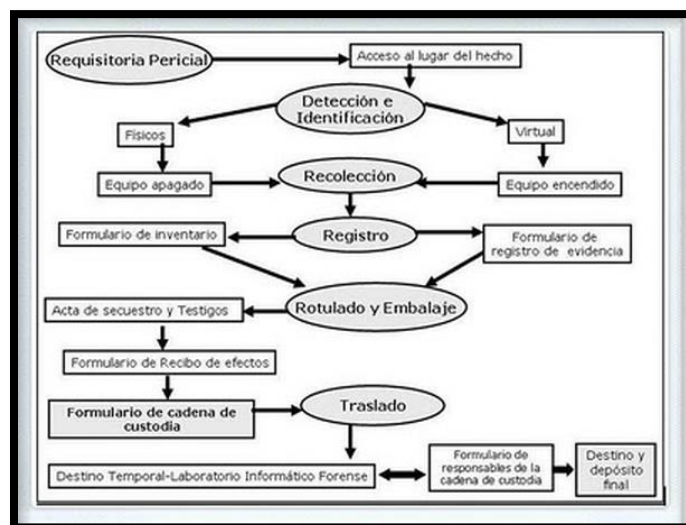 Requisitoria Pericial
Acceso al lugar del hecho
Detección e
Identificación
Físicos
Virtual
Equipo apagado
Recolección
Equipo encendido
Formulario de inventario
Registro
Formulario de
registro de evidencia
Rotulado y Embalaje
Acta de secuestro y Testigos
Formulario de Recibo de efectos
Formulario de cadena de
custodia
Traslado
Destino Temporal-Laboratorio Informático Forense
Formulario de
responsables de la
cadena de custodia
Destino y
depósito
final